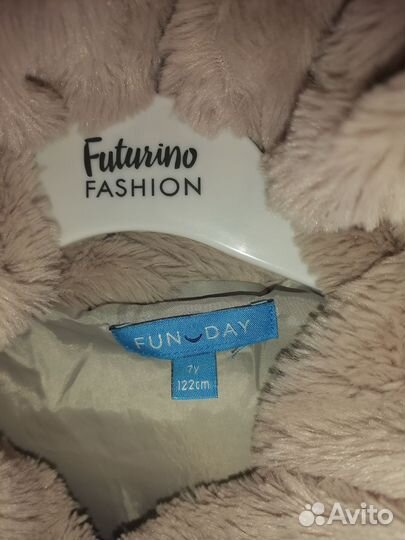 Futurino
FASHION
FUN DAY
7y
122cm
Avito